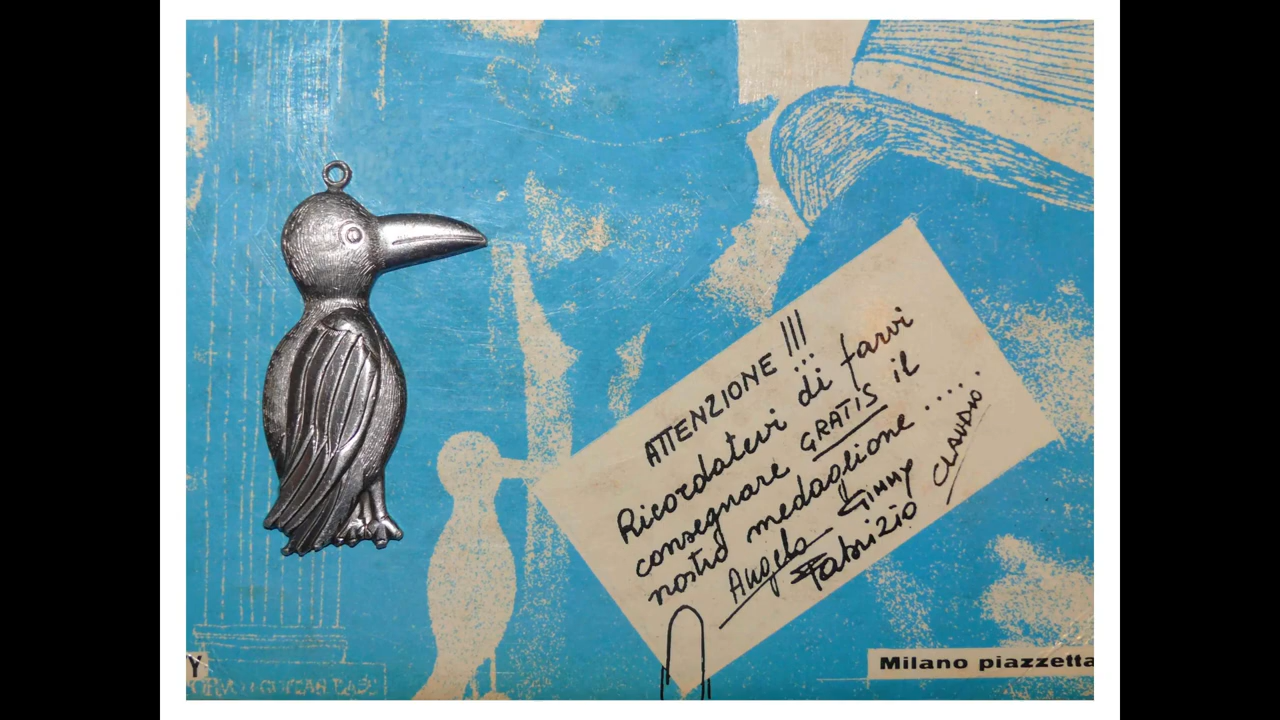 ATTENZIONE !!!
Ricordatevi di farvi
consegnare GRATIS il
nostro medaglione .....
Angelo Gimmy CLAUDIO
Fabrizio
Y
Milano piazzetta